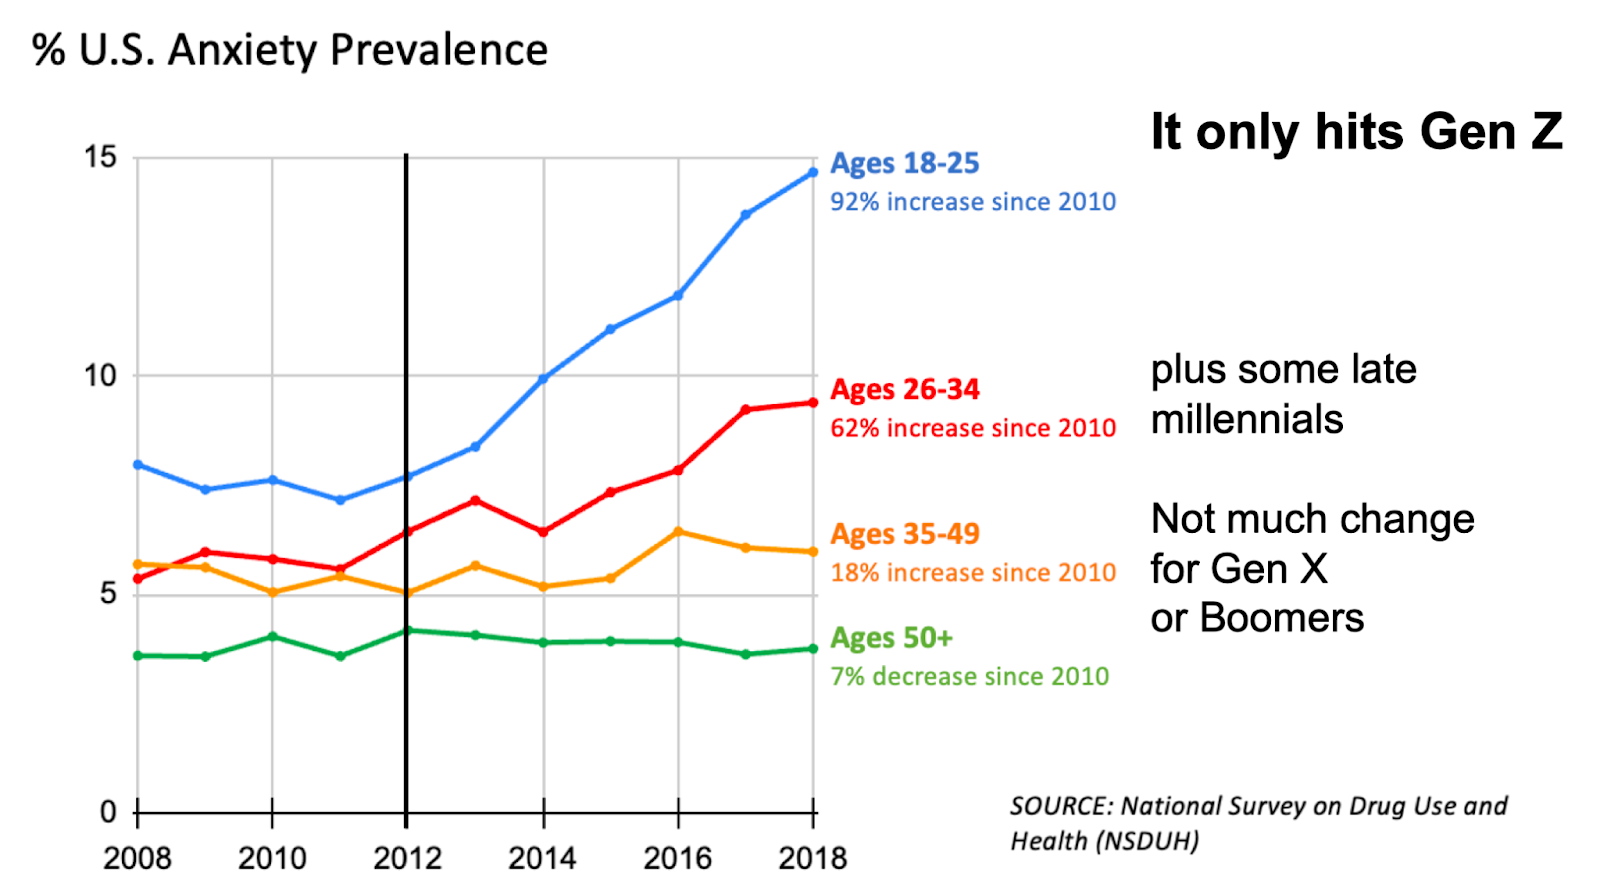 % U.S. Anxiety Prevalence
It only hits Gen Z
15
Ages 18-25
92% increase since 2010
10
Ages 26-34
62% increase since 2010
plus some late
millennials
Ages 35-49
18% increase since 2010
Not much change
for Gen X
or Boomers
5
Ages 50+
7% decrease since 2010
0
SOURCE: National Survey on Drug Use and
Health (NSDUH)
2008 2010 2012 2014 2016 2018